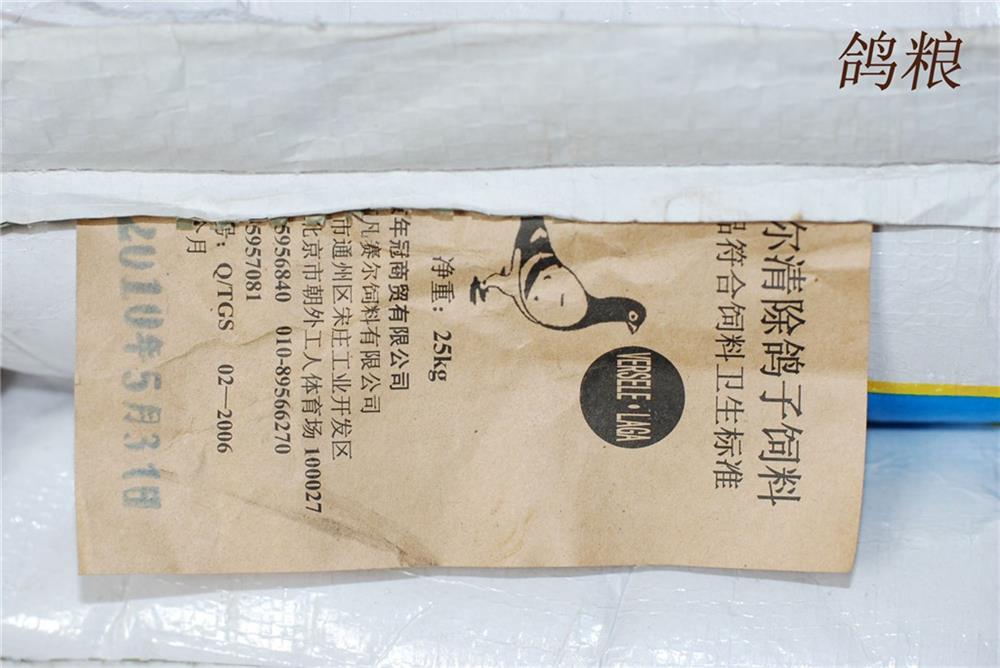 鸽粮
尔清除鸽子饲料
品符合饲料卫生标准
VERSELE·LAGA
净重：25kg
年冠商贸有限公司
凡赛尔饲料有限公司
市通州区宋庄工业开发区
北京市朝外工人体育场 100027
5956840 010-89566270
5957081
号：Q/TGS 02—2006
个月
2010年5月31日